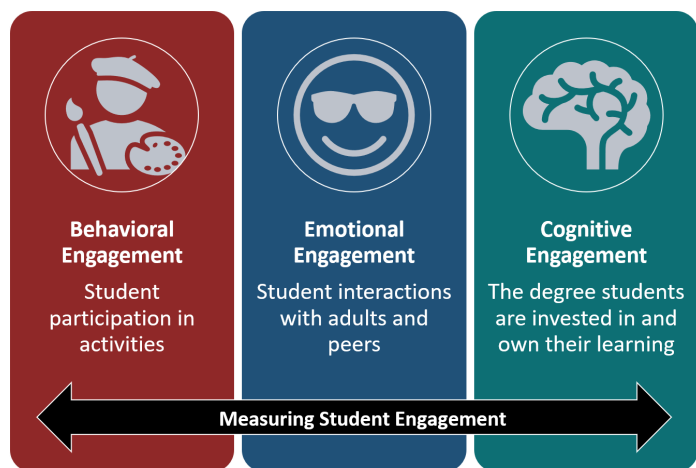 Behavioral
Engagement
Student
participation in
activities
Emotional
Engagement
Student interactions
with adults and
peers
Cognitive
Engagement
The degree students
are invested in and
own their learning
Measuring Student Engagement